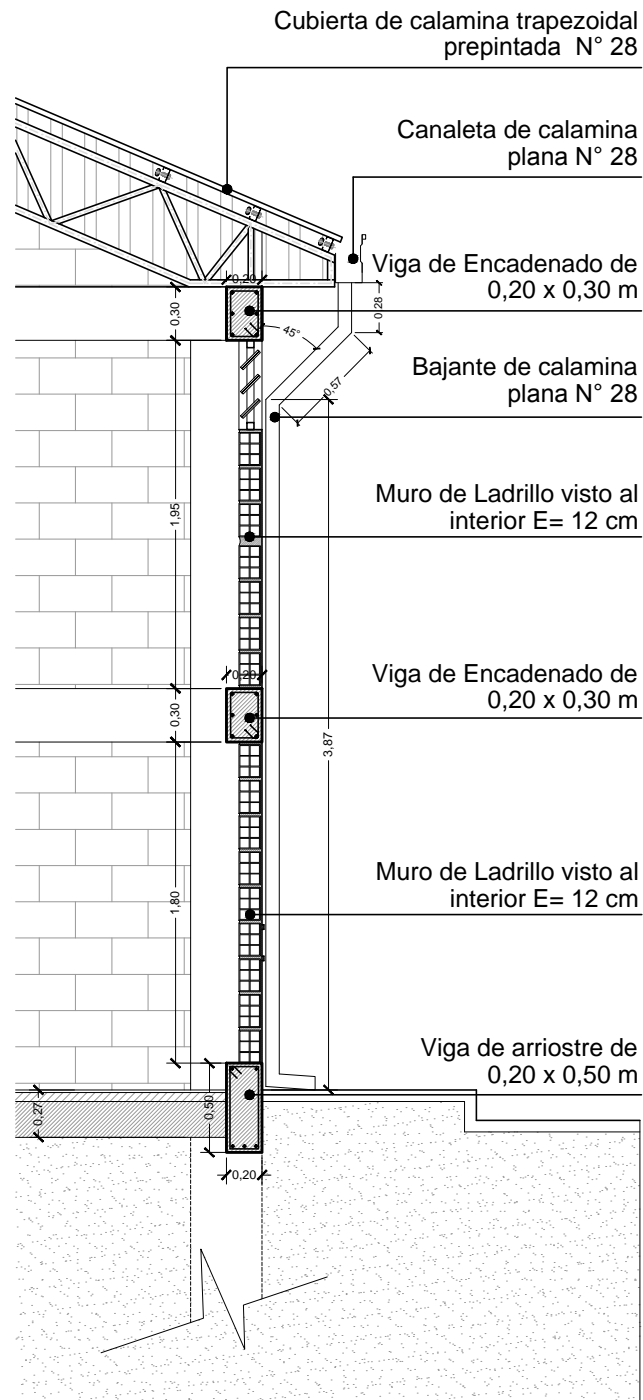 Cubierta de calamina trapezoidal
prepintada N° 28
Canaleta de calamina
plana N° 28
0,20
Viga de Encadenado de
0,20 x 0,30 m
0,30
0,28
45°
0,57
Bajante de calamina
plana N° 28
Muro de Ladrillo visto al
interior E= 12 cm
1,95
0,20
Viga de Encadenado de
0,20 x 0,30 m
0,30
3,87
Muro de Ladrillo visto al
interior E= 12 cm
1,80
Viga de arriostre de
0,20 x 0,50 m
0,27
0,50
0,20